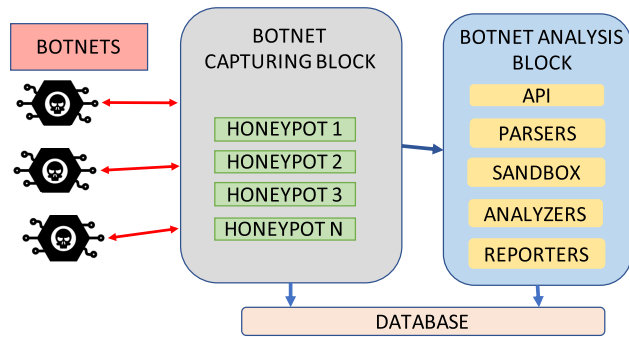 BOTNETS
BOTNET
CAPTURING BLOCK
HONEYPOT 1
HONEYPOT 2
HONEYPOT 3
HONEYPOT N
BOTNET ANALYSIS
BLOCK
API
PARSERS
SANDBOX
ANALYZERS
REPORTERS
DATABASE